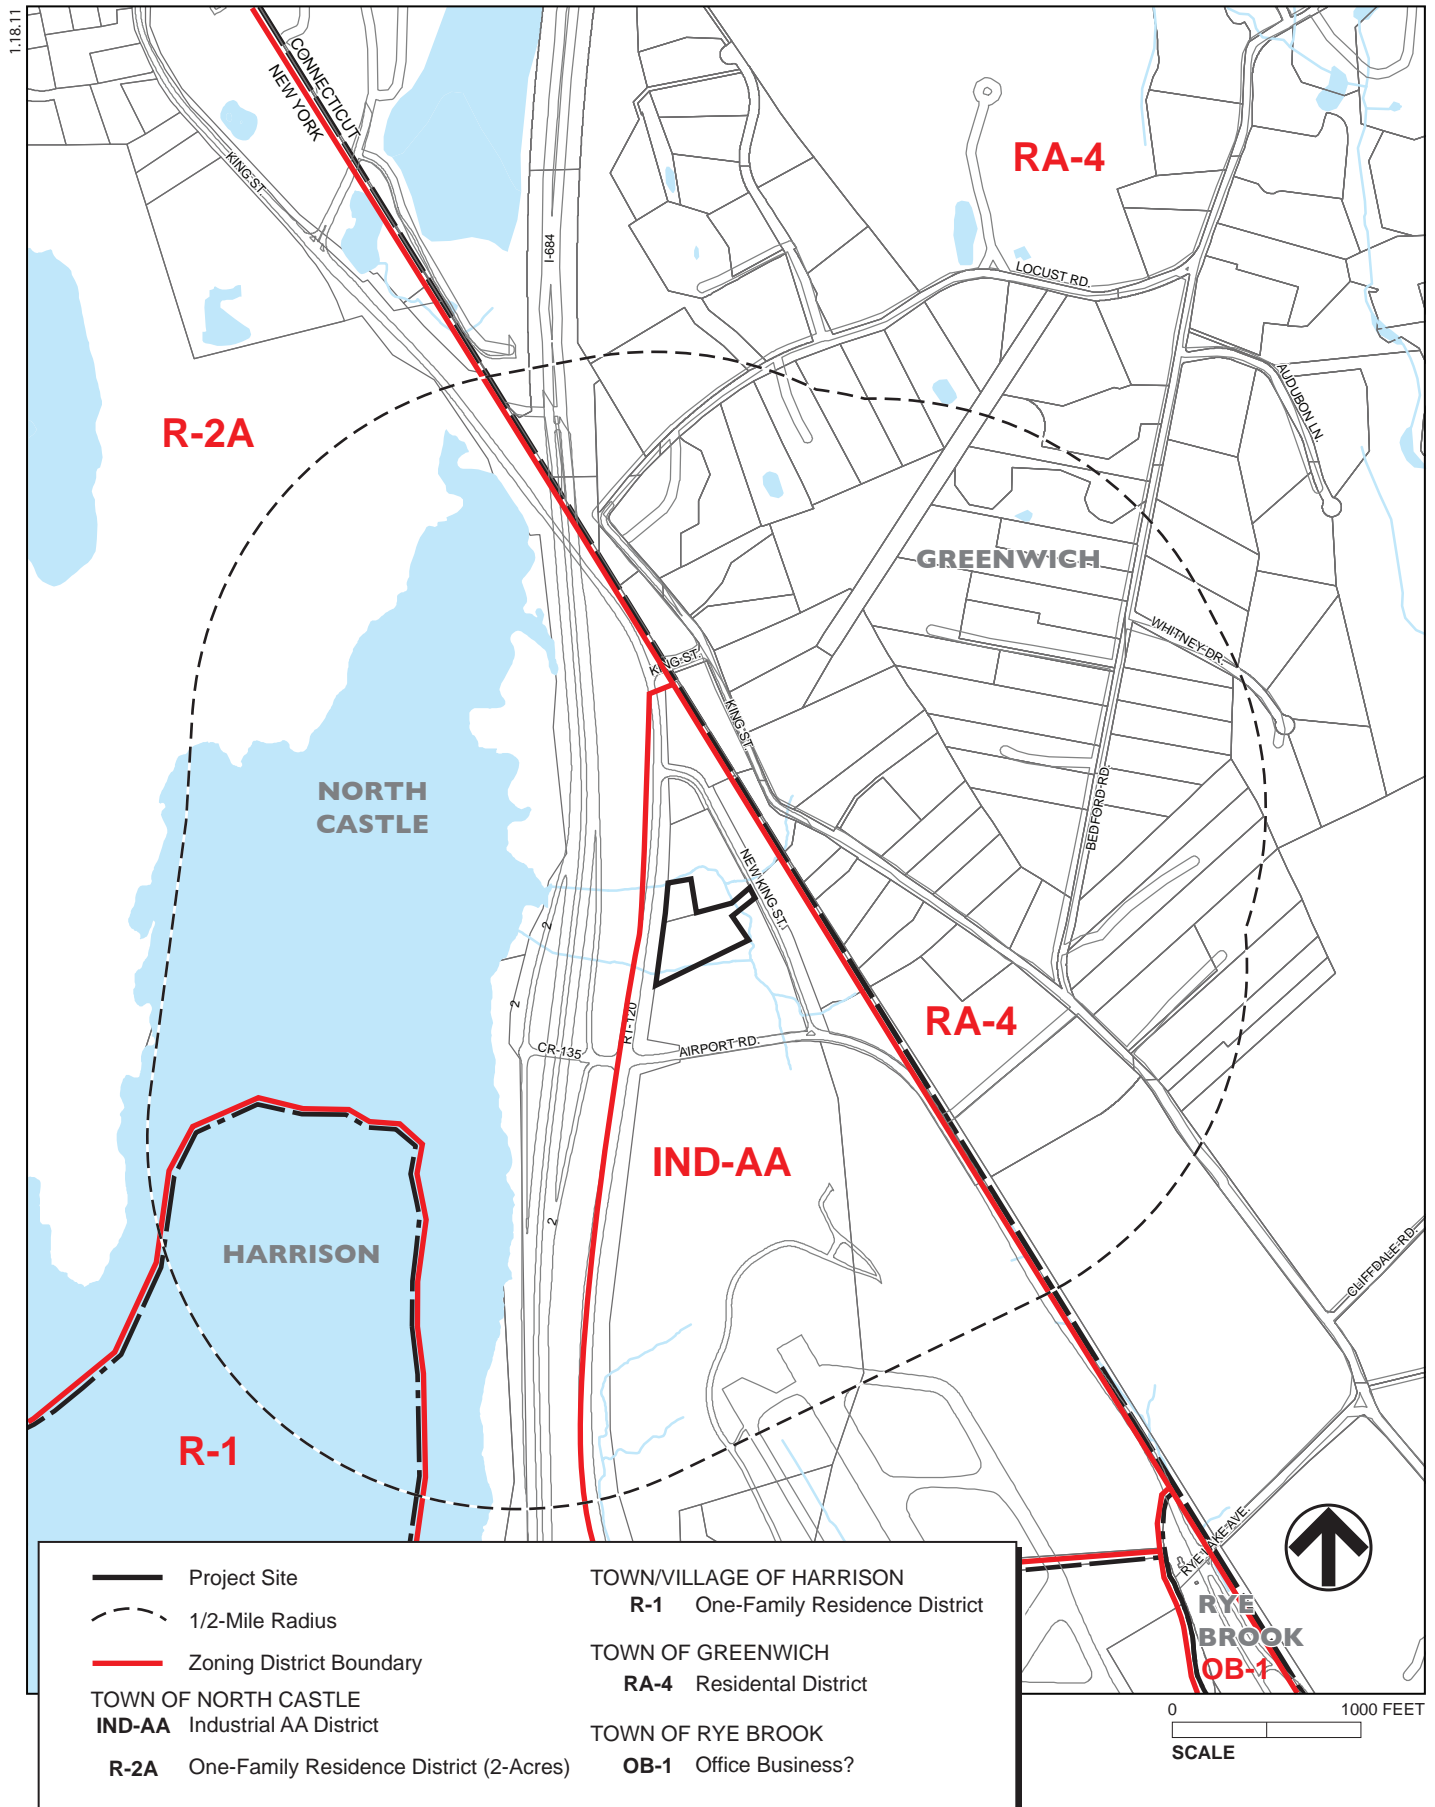 1.18.11
CONNECTICUT
NEW YORK
KING ST.
I-684
RA-4
LOCUST RD.
AUDUBON LN.
R-2A
GREENWICH
WHITNEY DR.
KING ST.
KING ST.
NORTH
CASTLE
BEDFORD RD.
NEW KING ST.
2
2
RT-120
CR-135
AIRPORT RD.
RA-4
IND-AA
2
HARRISON
CLIFFDALE RD.
R-1
RYE LAKE AVE.
RYE
BROOK
OB-1
Project Site
1/2-Mile Radius
Zoning District Boundary
TOWN OF NORTH CASTLE
IND-AA Industrial AA District
R-2A One-Family Residence District (2-Acres)
TOWN/VILLAGE OF HARRISON
R-1 One-Family Residence District
TOWN OF GREENWICH
RA-4 Residental District
TOWN OF RYE BROOK
OB-1 Office Business?
0 1000 FEET
SCALE